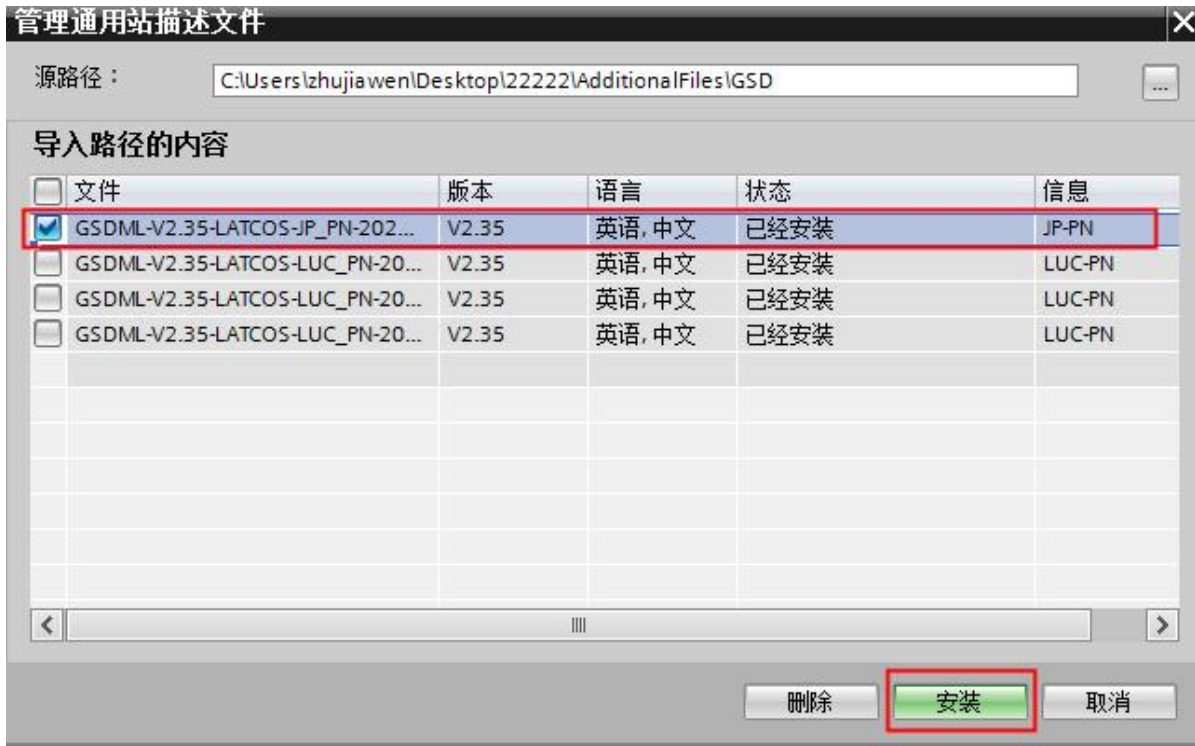 管理通用站描述文件
源路径： C:\Users\zhujiawen\Desktop\22222\AdditionalFiles\GSD ...
导入路径的内容
文件 版本 语言 状态 信息
GSDML-V2.35-LATCOS-JP_PN-202... V2.35 英语, 中文 已经安装 JP-PN
GSDML-V2.35-LATCOS-LUC_PN-20... V2.35 英语, 中文 已经安装 LUC-PN
GSDML-V2.35-LATCOS-LUC_PN-20... V2.35 英语, 中文 已经安装 LUC-PN
GSDML-V2.35-LATCOS-LUC_PN-20... V2.35 英语, 中文 已经安装 LUC-PN
删除 安装 取消